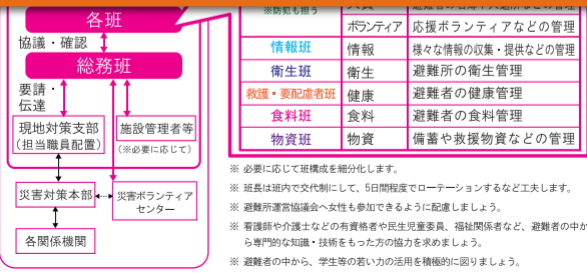 各班
協議・確認
総務班
要請・
伝達
現地対策支部
(担当職員配置)
施設管理者等
(※必要に応じて)
災害対策本部
災害ボランティア
センター
各関係機関
※防犯も担う
ボランティア 応援ボランティアなどの管理
情報班 情報 様々な情報の収集・提供などの管理
衛生班 衛生 避難所の衛生管理
救護・要配慮者班 健康 避難者の健康管理
食料班 食料 避難者の食料管理
物資班 物資 備蓄や救援物資などの管理
※ 必要に応じて班構成を細分化します。
※ 班長は班内で交代制にして、5日間程度でローテーションするなど工夫します。
※ 避難所運営協議会へ女性も参加できるように配慮しましょう。
※ 看護師や介護士などの有資格者や民生児童委員、福祉関係者など、避難者の中か
ら専門的な知識・技術をもった方の協力を求めましょう。
※ 避難者の中から、学生等の若い力の活用を積極的に図りましょう。